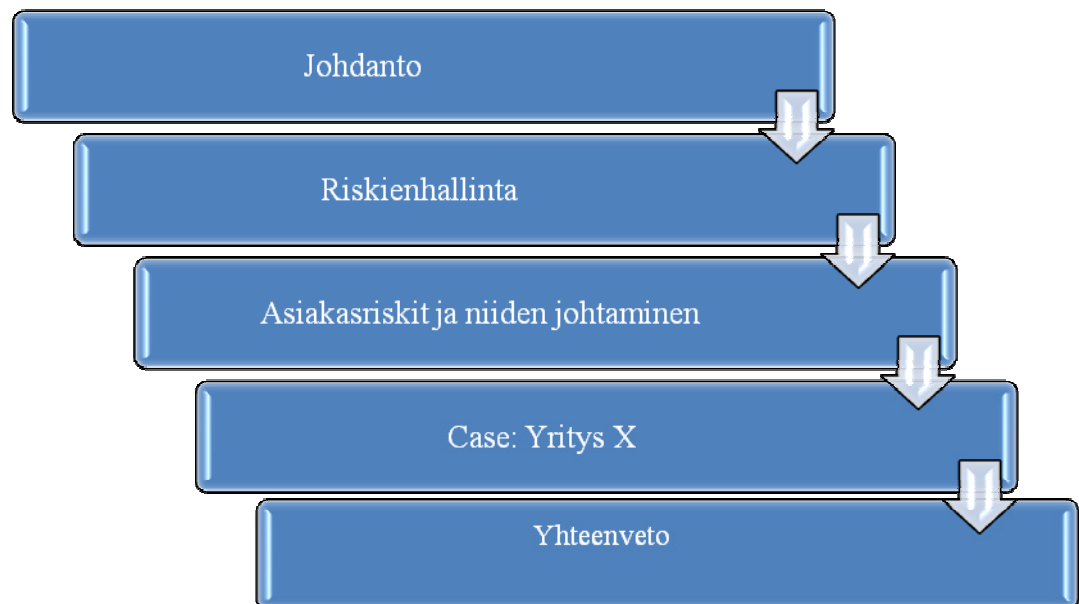 Johdanto
Riskienhallinta
Asiakasriskit ja niiden johtaminen
Case: Yritys X
Yhteenveto